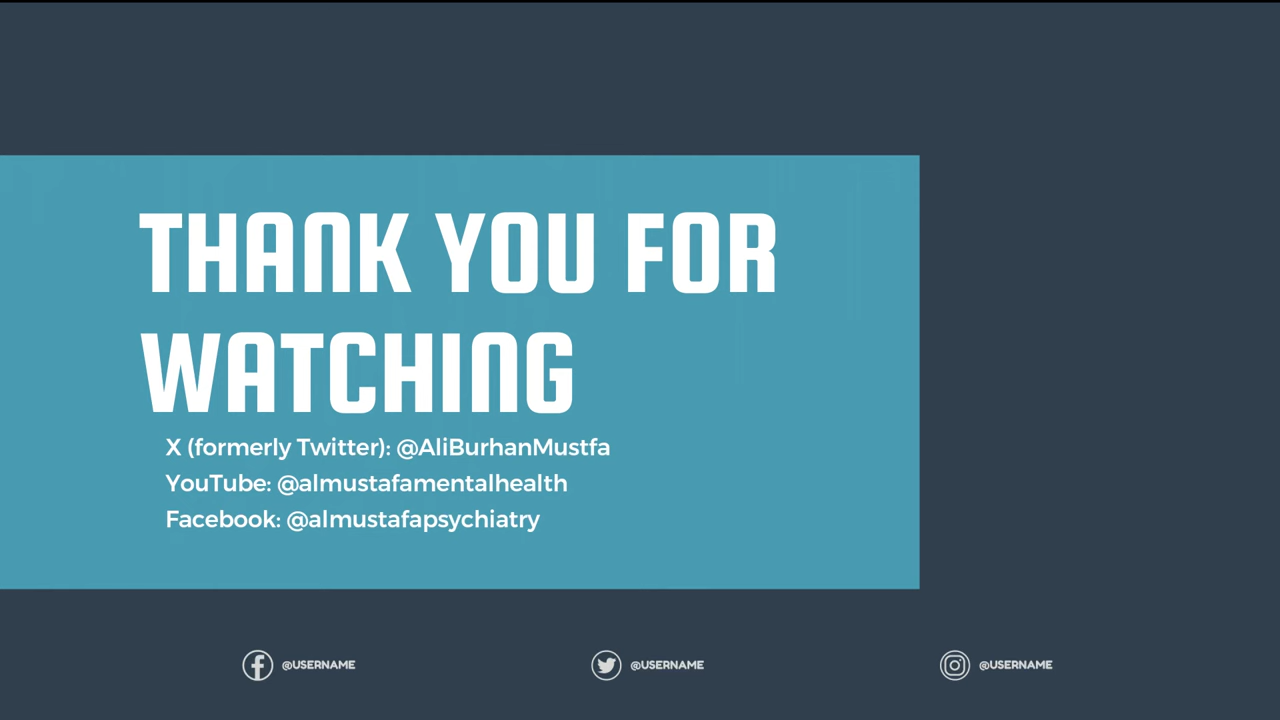 THANK YOU FOR
WATCHING
X (formerly Twitter): @AliBurhanMustfa
YouTube: @almustafamentalhealth
Facebook: @almustafapsychiatry
@USERNAME
@USERNAME
@USERNAME